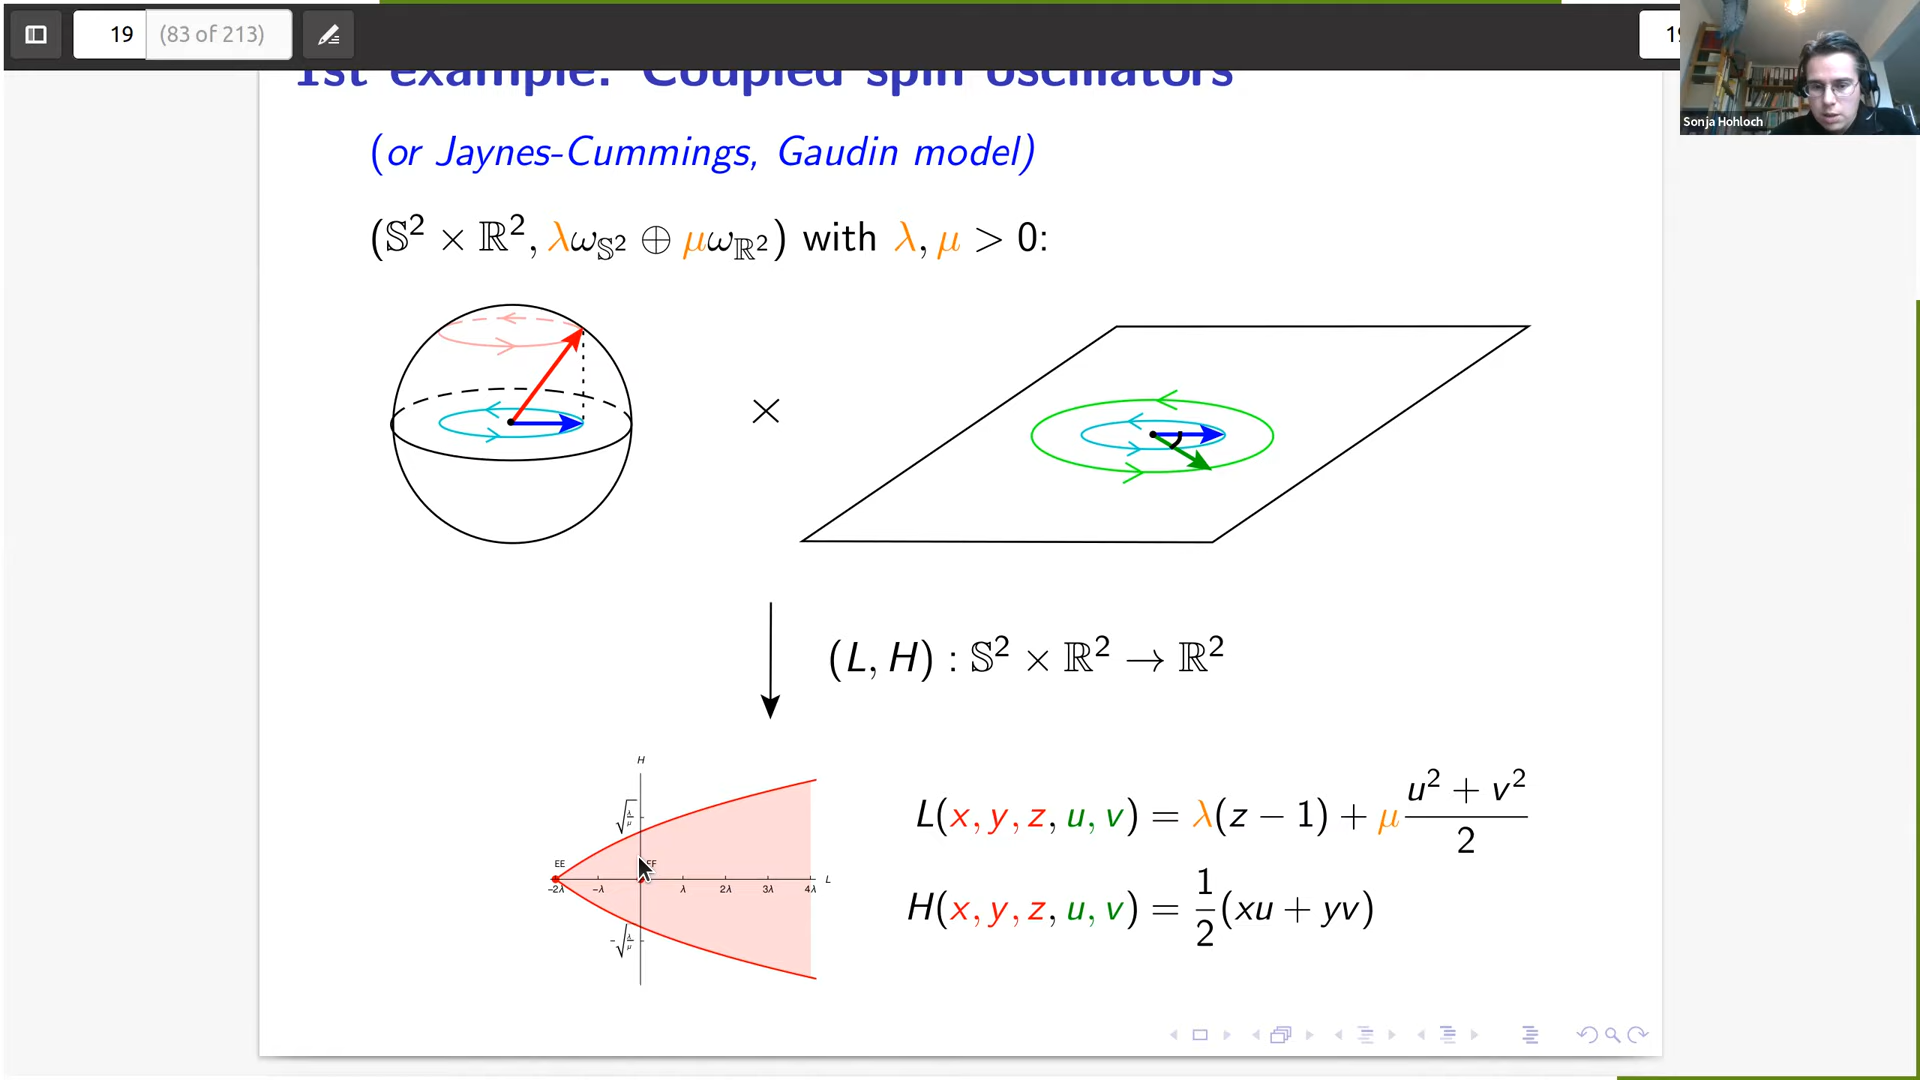 19 (83 of 213)
Sonja Hohloch
1st example: Coupled spin oscillators
(or Jaynes-Cummings, Gaudin model)
(𝕊² × ℝ², λω_𝕊² ⊕ μω_ℝ²) with λ, μ > 0:
×
(L, H) : 𝕊² × ℝ² → ℝ²
H
√(λ/μ)
EE EF
-2λ -λ λ 2λ 3λ 4λ L
-√(λ/μ)
L(x, y, z, u, v) = λ(z − 1) + μ (u² + v²)/2
H(x, y, z, u, v) = 1/2 (xu + yv)